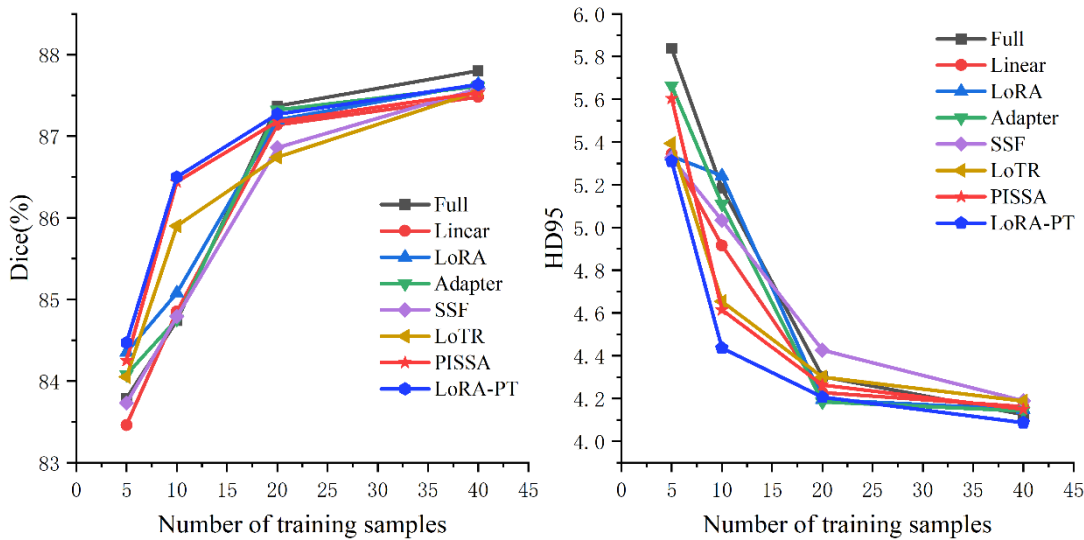 Dice(%)
88
87
86
85
84
83
Full
Linear
LoRA
Adapter
SSF
LoTR
PISSA
LoRA-PT
0 5 10 15 20 25 30 35 40 45
Number of training samples
HD95
6.0
5.8
5.6
5.4
5.2
5.0
4.8
4.6
4.4
4.2
4.0
Full
Linear
LoRA
Adapter
SSF
LoTR
PISSA
LoRA-PT
0 5 10 15 20 25 30 35 40 45
Number of training samples